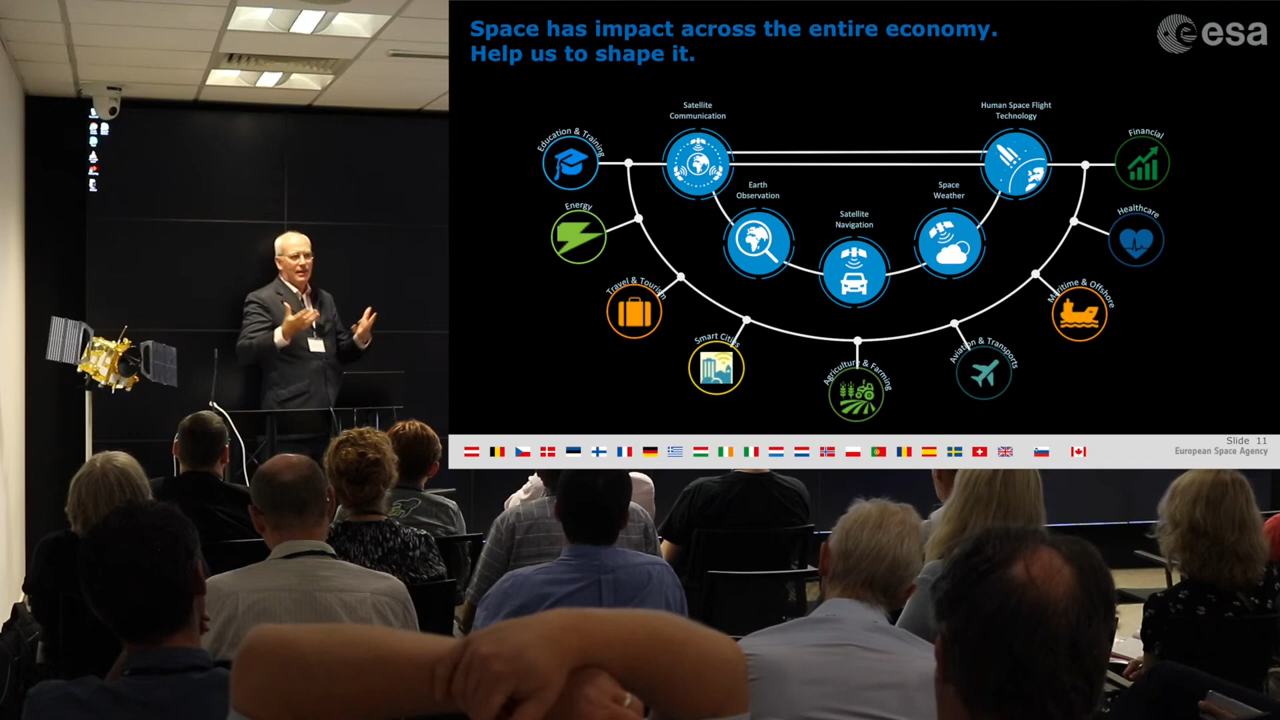 Space has impact across the entire economy.
Help us to shape it.
esa
Satellite
Communication
Human Space Flight
Technology
Education & Training
Financial
Earth
Observation
Space
Weather
Satellite
Navigation
Energy
Healthcare
Travel & Tourism
Maritime & Offshore
Smart Cities
Agriculture & Farming
Aviation & Transports
Slide 11
European Space Agency